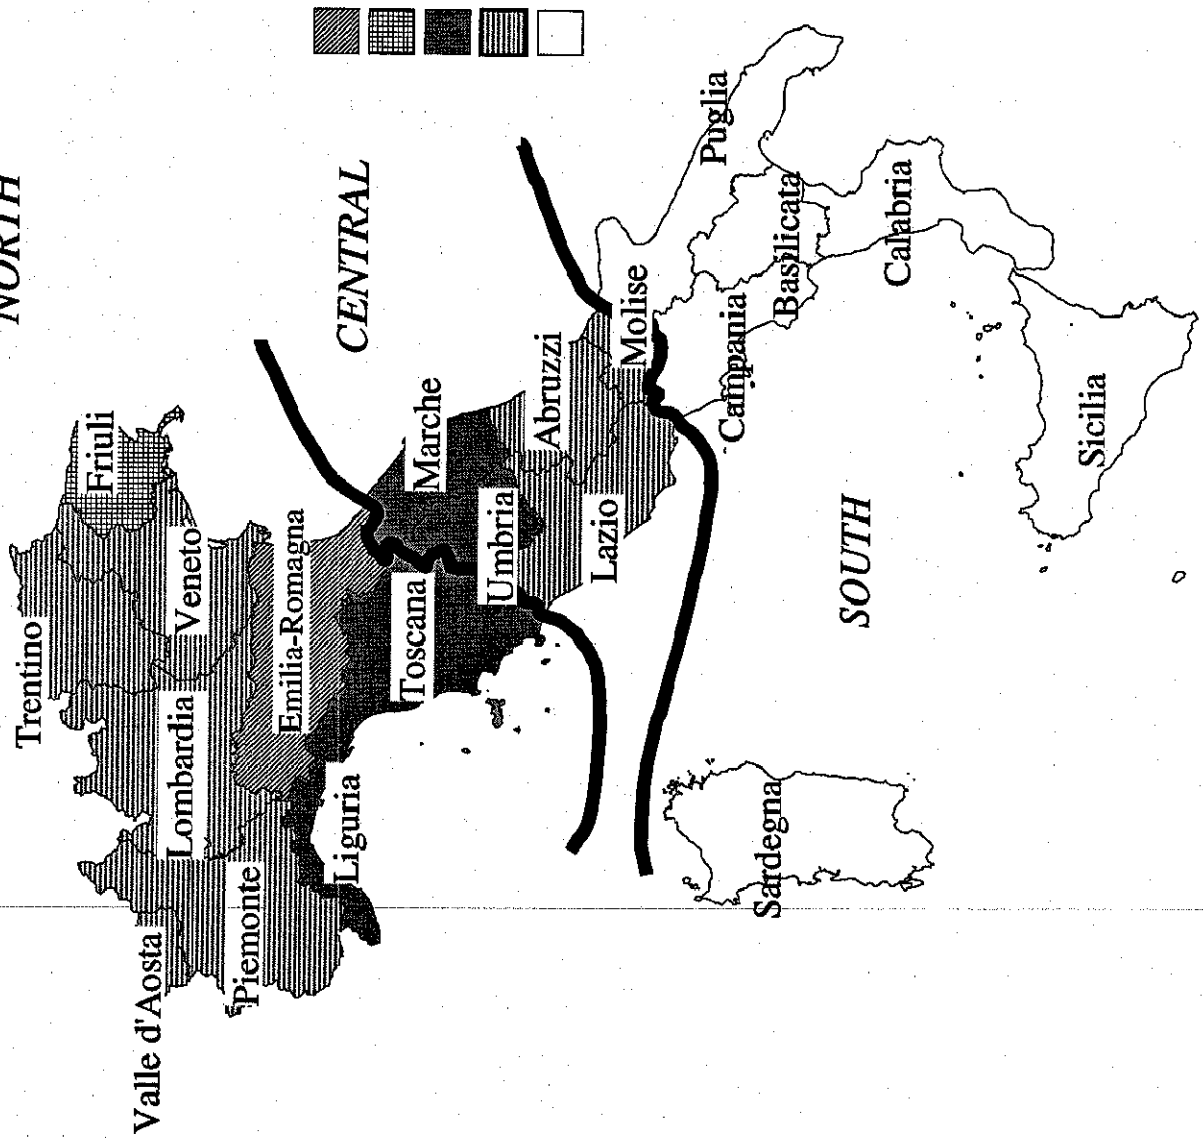 NORTH
Trentino
Friuli
Valle d'Aosta
Lombardia
Veneto
Piemonte
Emilia-Romagna
Liguria
Toscana
Marche
CENTRAL
Umbria
Abruzzi
Lazio
Molise
Puglia
Campania
Basilicata
Sardegna
SOUTH
Calabria
Sicilia